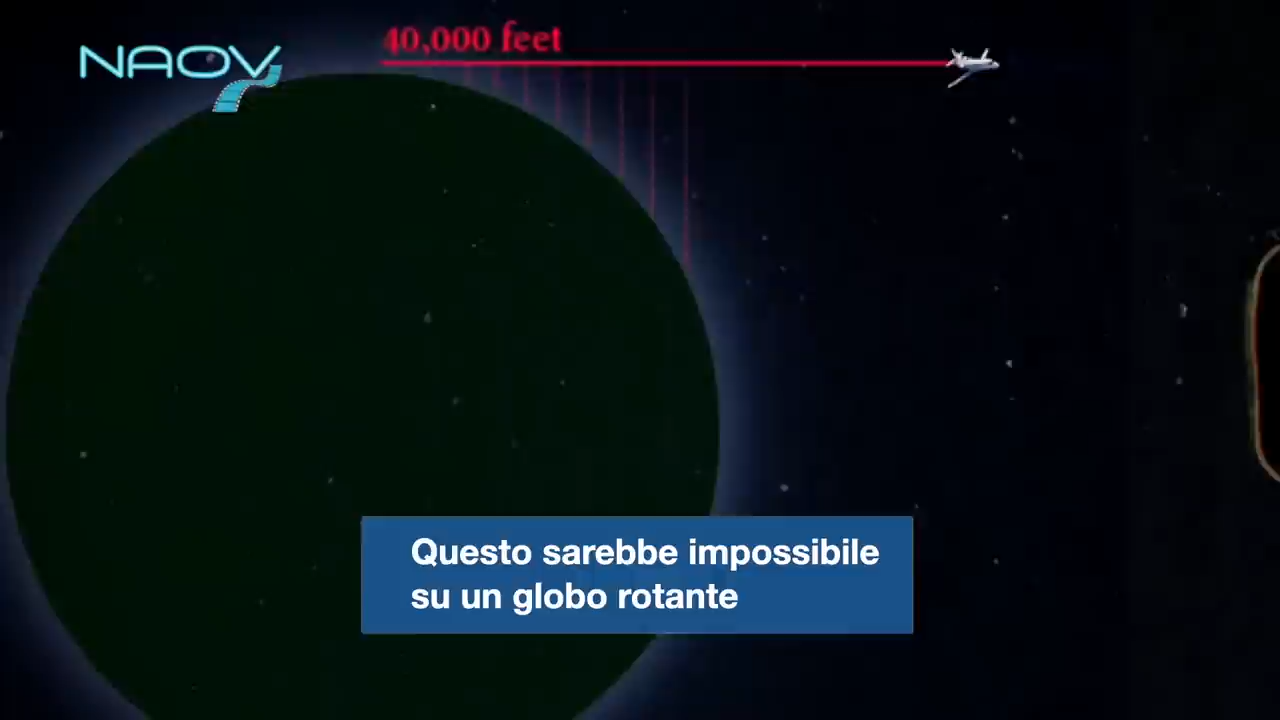 40,000 feet
NAOV
Questo sarebbe impossibile
su un globo rotante